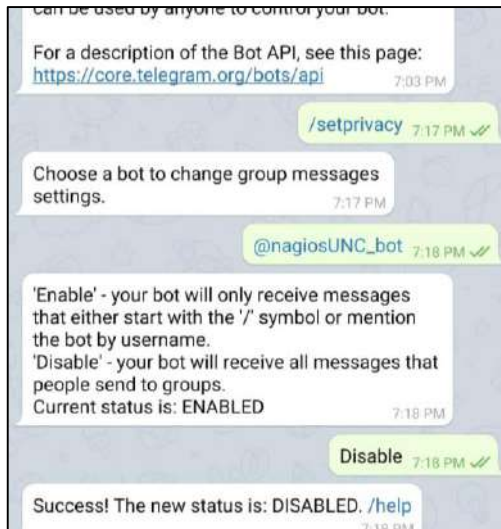 can be used by anyone to control your bot.
For a description of the Bot API, see this page:
https://core.telegram.org/bots/api
7:03 PM
/setprivacy 7:17 PM
Choose a bot to change group messages
settings.
7:17 PM
@nagiosUNC_bot 7:18 PM
'Enable' - your bot will only receive messages
that either start with the '/' symbol or mention
the bot by username.
'Disable' - your bot will receive all messages that
people send to groups.
Current status is: ENABLED
7:18 PM
Disable 7:18 PM
Success! The new status is: DISABLED. /help
7:18 PM